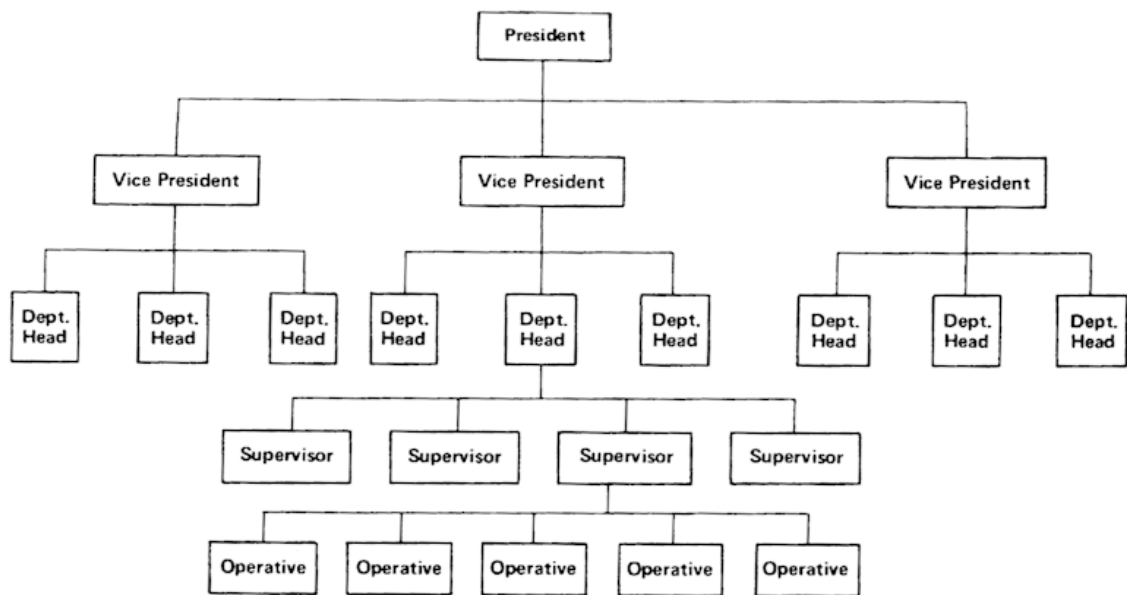 President
Vice President
Vice President
Vice President
Dept.
Head
Dept.
Head
Dept.
Head
Dept.
Head
Dept.
Head
Dept.
Head
Dept.
Head
Dept.
Head
Dept.
Head
Supervisor
Supervisor
Supervisor
Supervisor
Operative
Operative
Operative
Operative
Operative